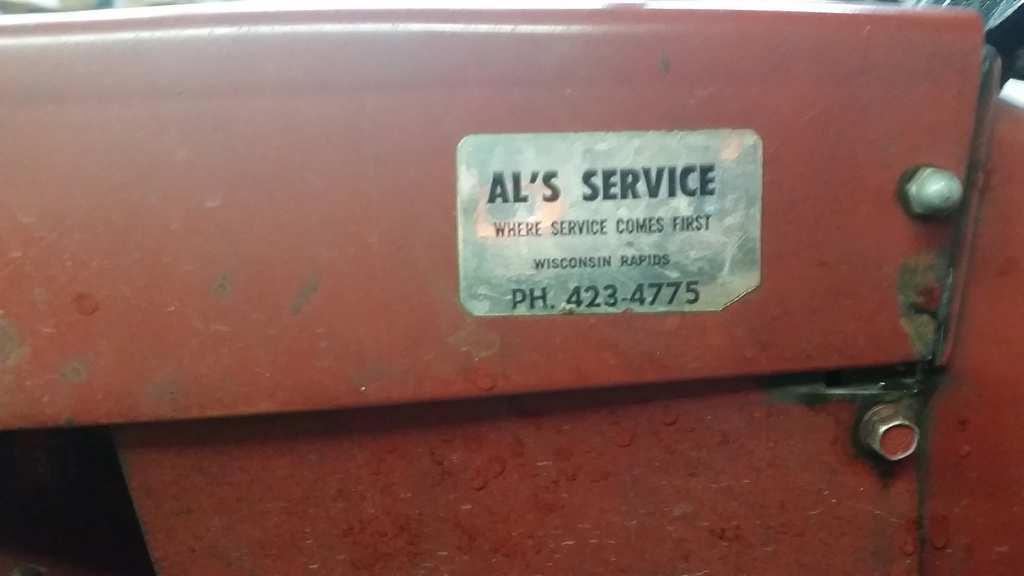 AL'S SERVICE
WHERE SERVICE COMES FIRST
WISCONSIN RAPIDS
PH. 423-4775